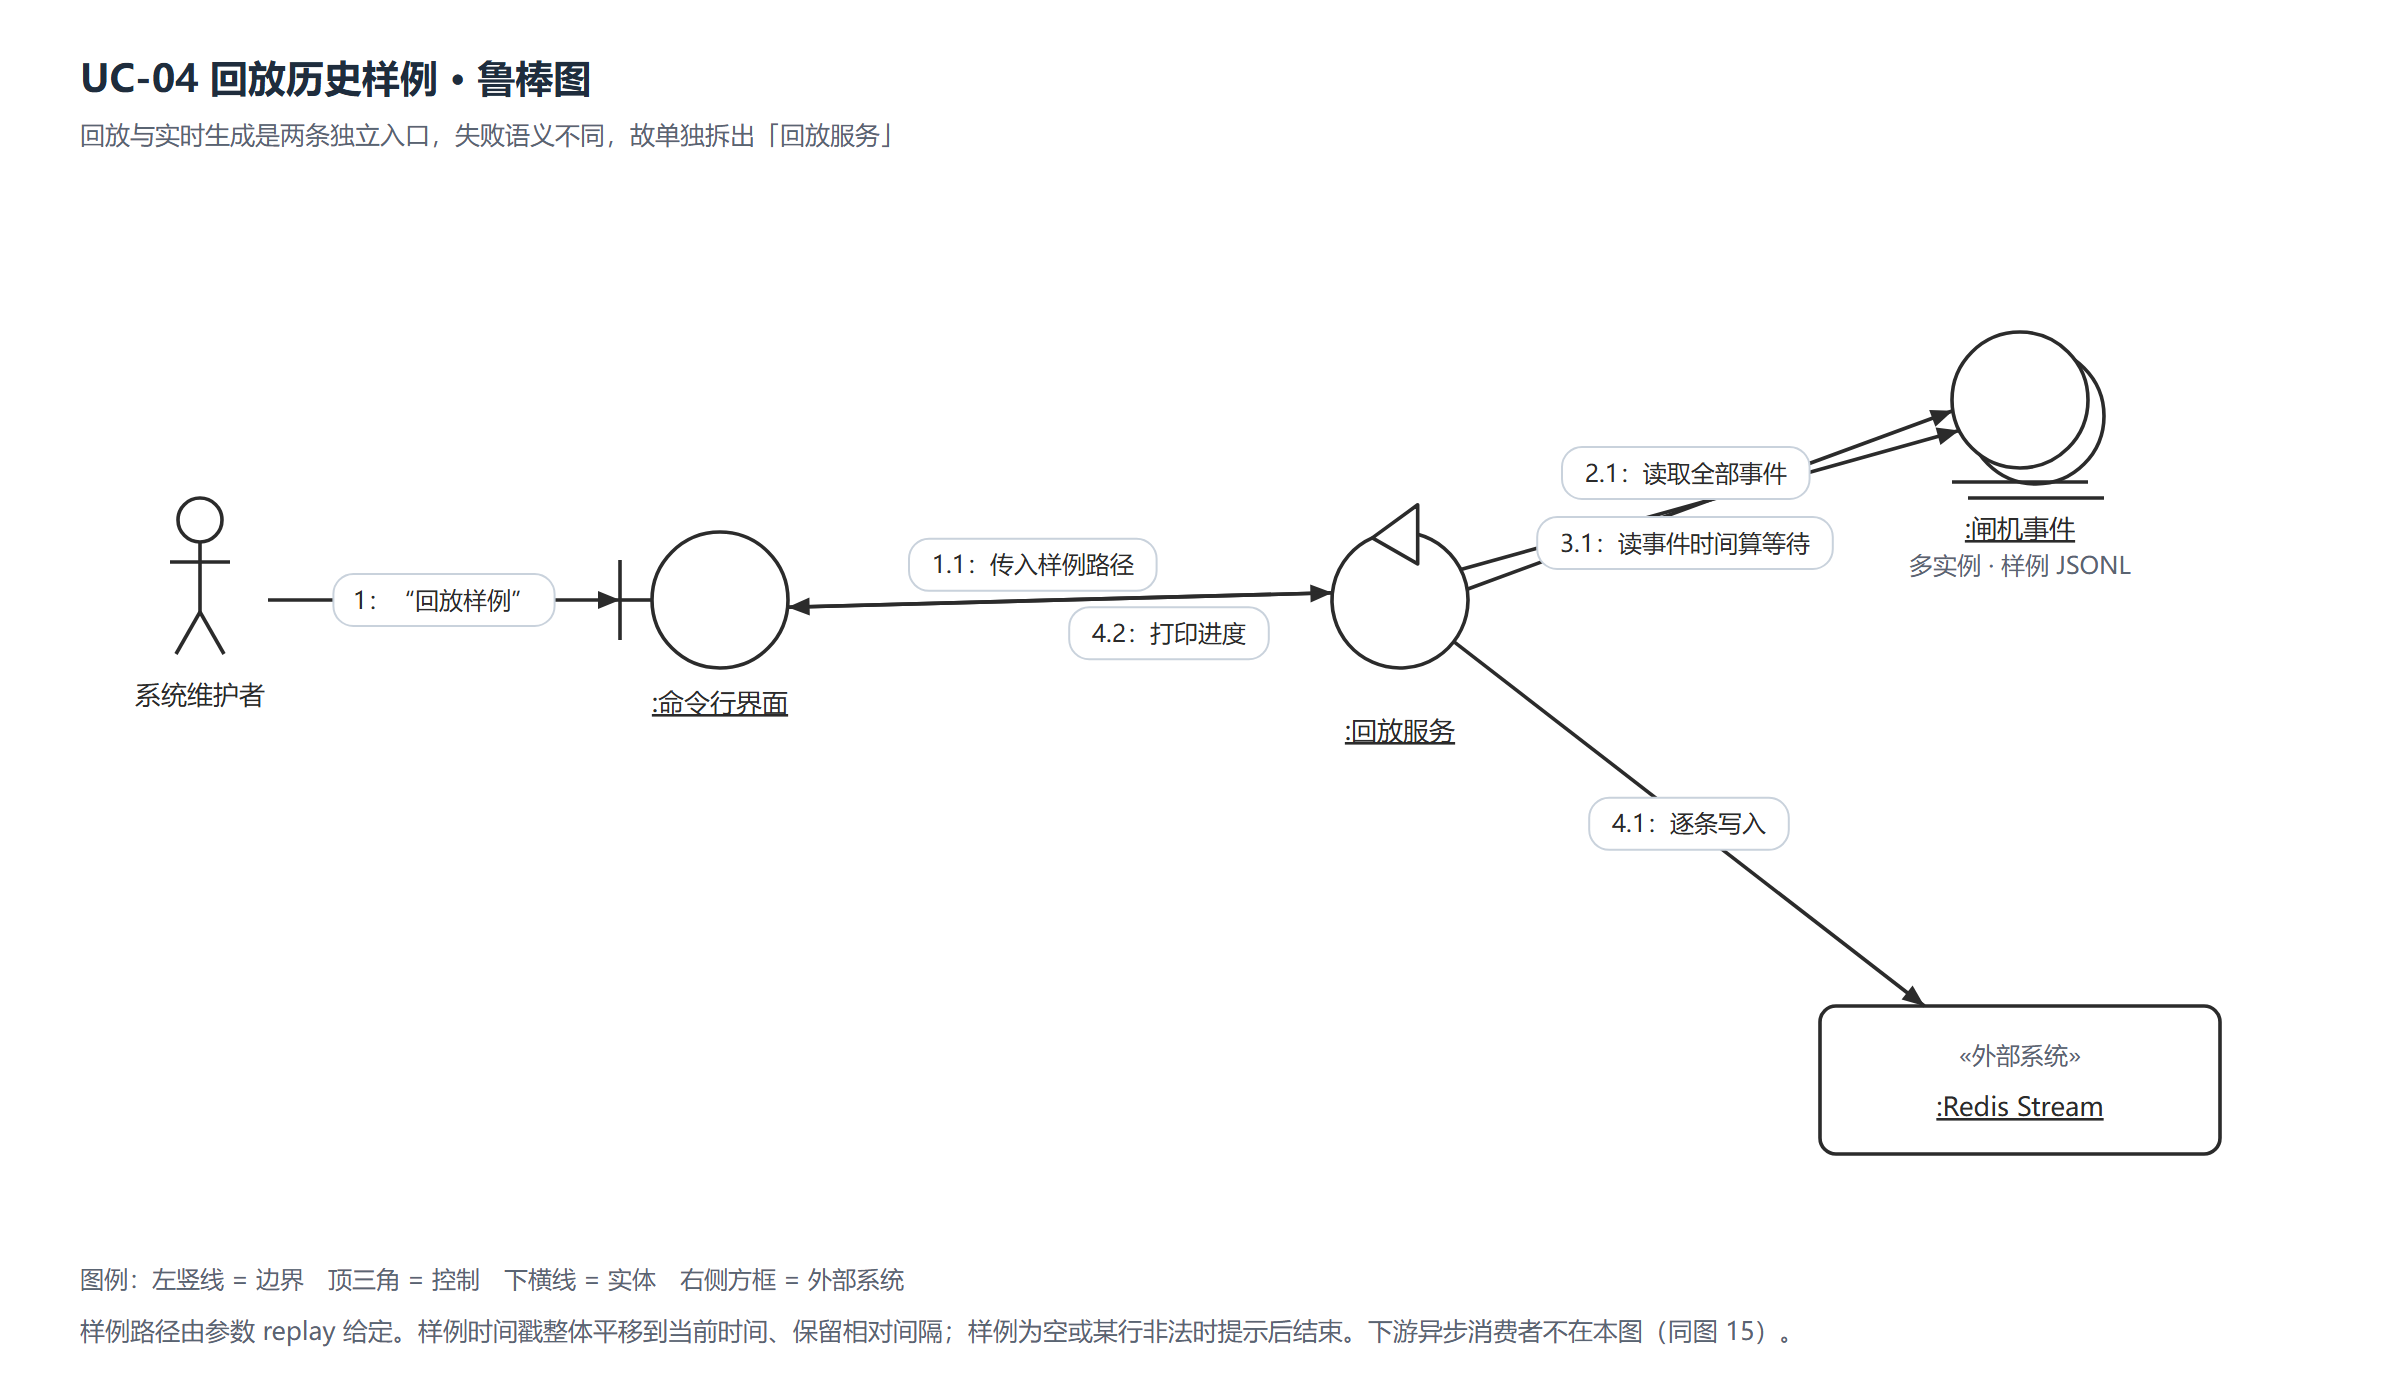 UC-04 回放历史样例 · 鲁棒图
回放与实时生成是两条独立入口，失败语义不同，故单独拆出「回放服务」
2.1：读取全部事件
3.1：读事件时间算等待
:闸机事件
多实例 · 样例 JSONL
1：“回放样例”
1.1：传入样例路径
4.2：打印进度
系统维护者
:命令行界面
:回放服务
4.1：逐条写入
«外部系统»
:Redis Stream
图例：左竖线 = 边界　顶三角 = 控制　下横线 = 实体　右侧方框 = 外部系统
样例路径由参数 replay 给定。样例时间戳整体平移到当前时间、保留相对间隔；样例为空或某行非法时提示后结束。下游异步消费者不在本图（同图 15）。